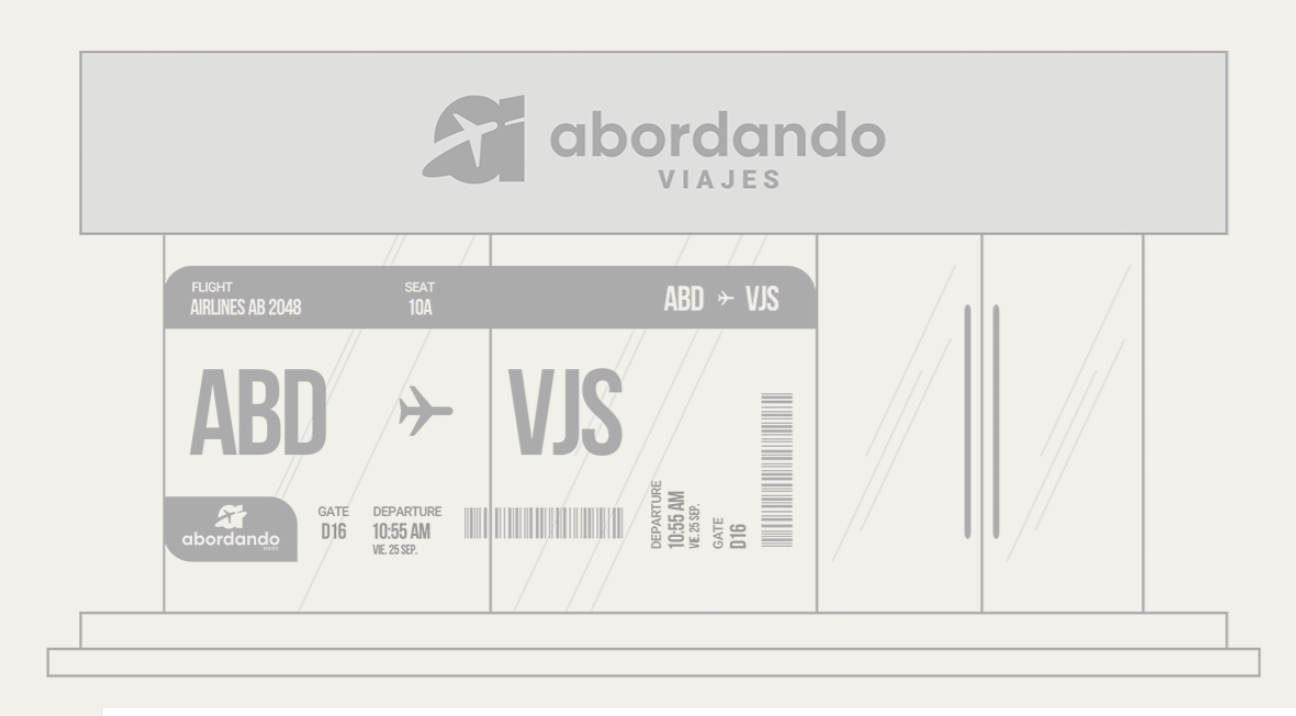 abordando
VIAJES
FLIGHT
AIRLINES AB 2048
SEAT
10A
ABD VJS
ABD VJS
abordando
VIAJES
GATE
D16
DEPARTURE
10:55 AM
VIE. 25 SEP.
DEPARTURE
10:55 AM
VIE. 25 SEP.
GATE
D16